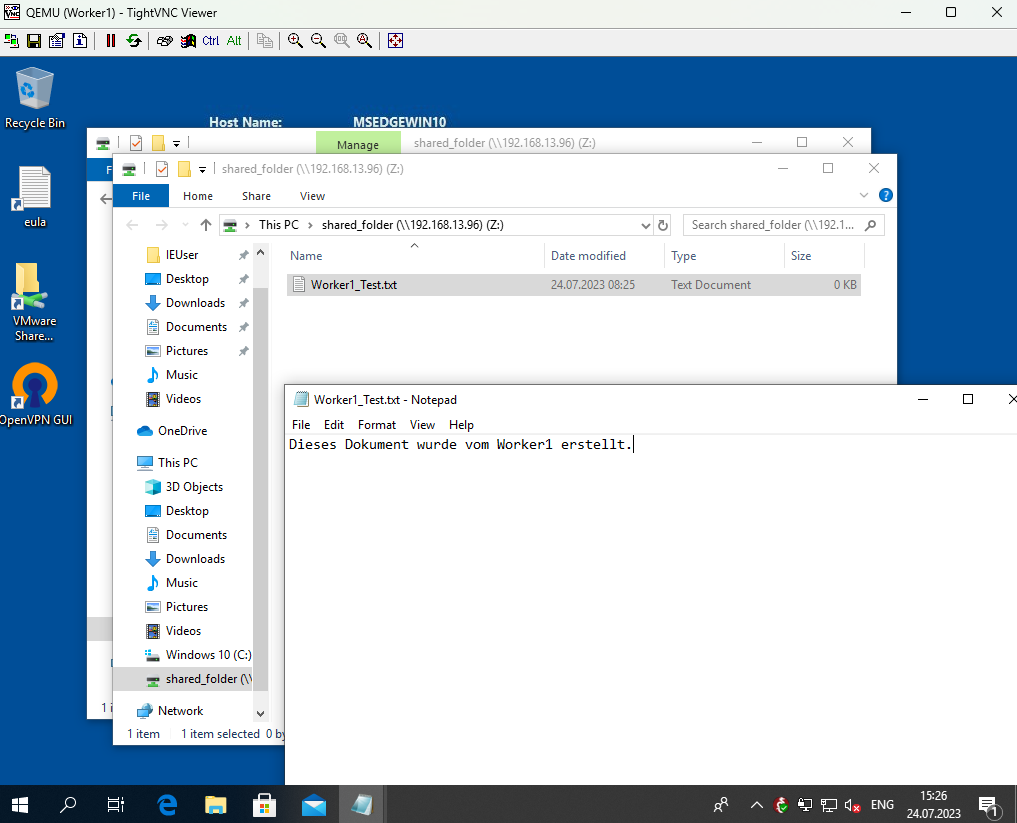 QEMU (Worker1) - TightVNC Viewer
Ctrl Alt
Recycle Bin
eula
VMware
Share...
OpenVPN GUI
Host Name: MSEDGEWIN10
Manage shared_folder (\\192.168.13.96) (Z:)
F
shared_folder (\\192.168.13.96) (Z:)
File Home Share View
This PC shared_folder (\\192.168.13.96) (Z:)
Search shared_folder (\\192.1...
IEUser
Desktop
Downloads
Documents
Pictures
Music
Videos
OneDrive
This PC
3D Objects
Desktop
Documents
Downloads
Music
Pictures
Videos
Windows 10 (C:)
shared_folder (\\
Network
Name Date modified Type Size
Worker1_Test.txt 24.07.2023 08:25 Text Document 0 KB
1 i
1 item 1 item selected 0 by
Worker1_Test.txt - Notepad
File Edit Format View Help
Dieses Dokument wurde vom Worker1 erstellt.
ENG
15:26
24.07.2023
1